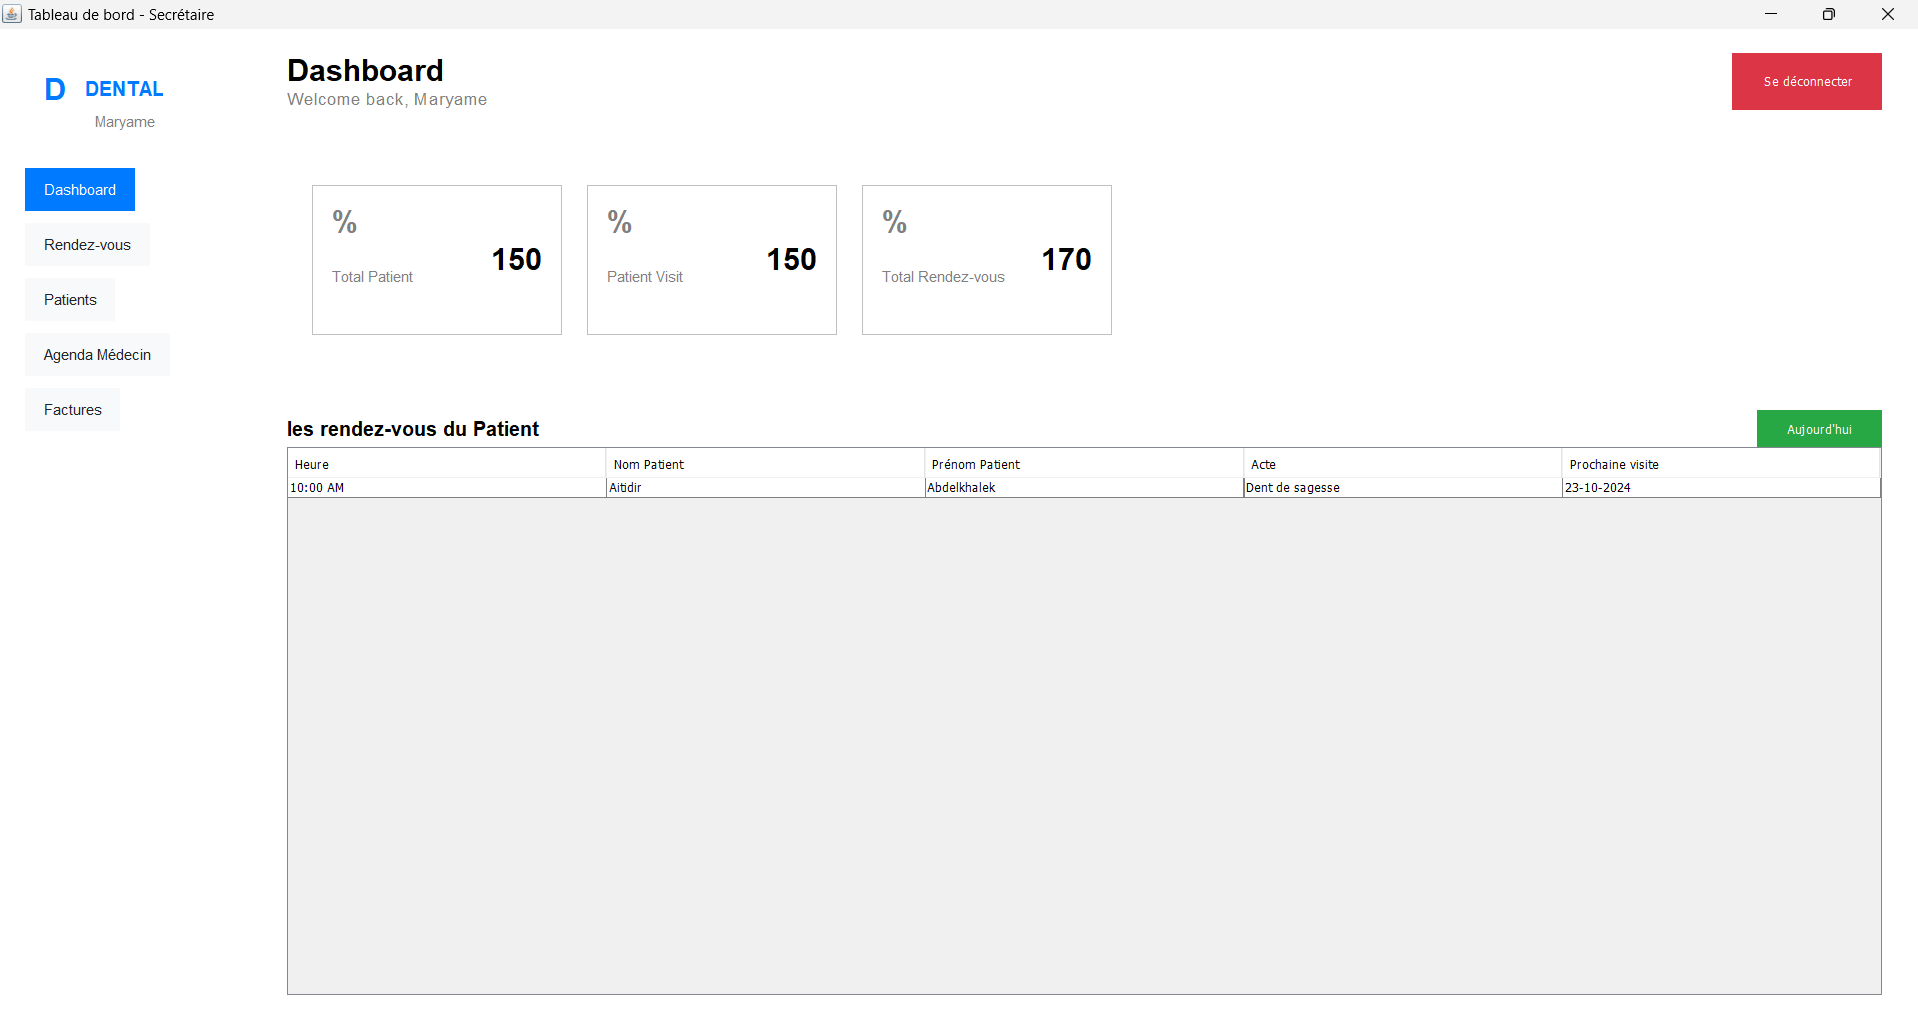 Tableau de bord - Secrétaire
D DENTAL
Maryame
Dashboard
Rendez-vous
Patients
Agenda Médecin
Factures
Dashboard
Welcome back, Maryame
Se déconnecter
%
150
Total Patient
%
150
Patient Visit
%
170
Total Rendez-vous
les rendez-vous du Patient
Aujourd'hui
Heure Nom Patient Prénom Patient Acte Prochaine visite
10:00 AM Aitidir Abdelkhalek Dent de sagesse 23-10-2024